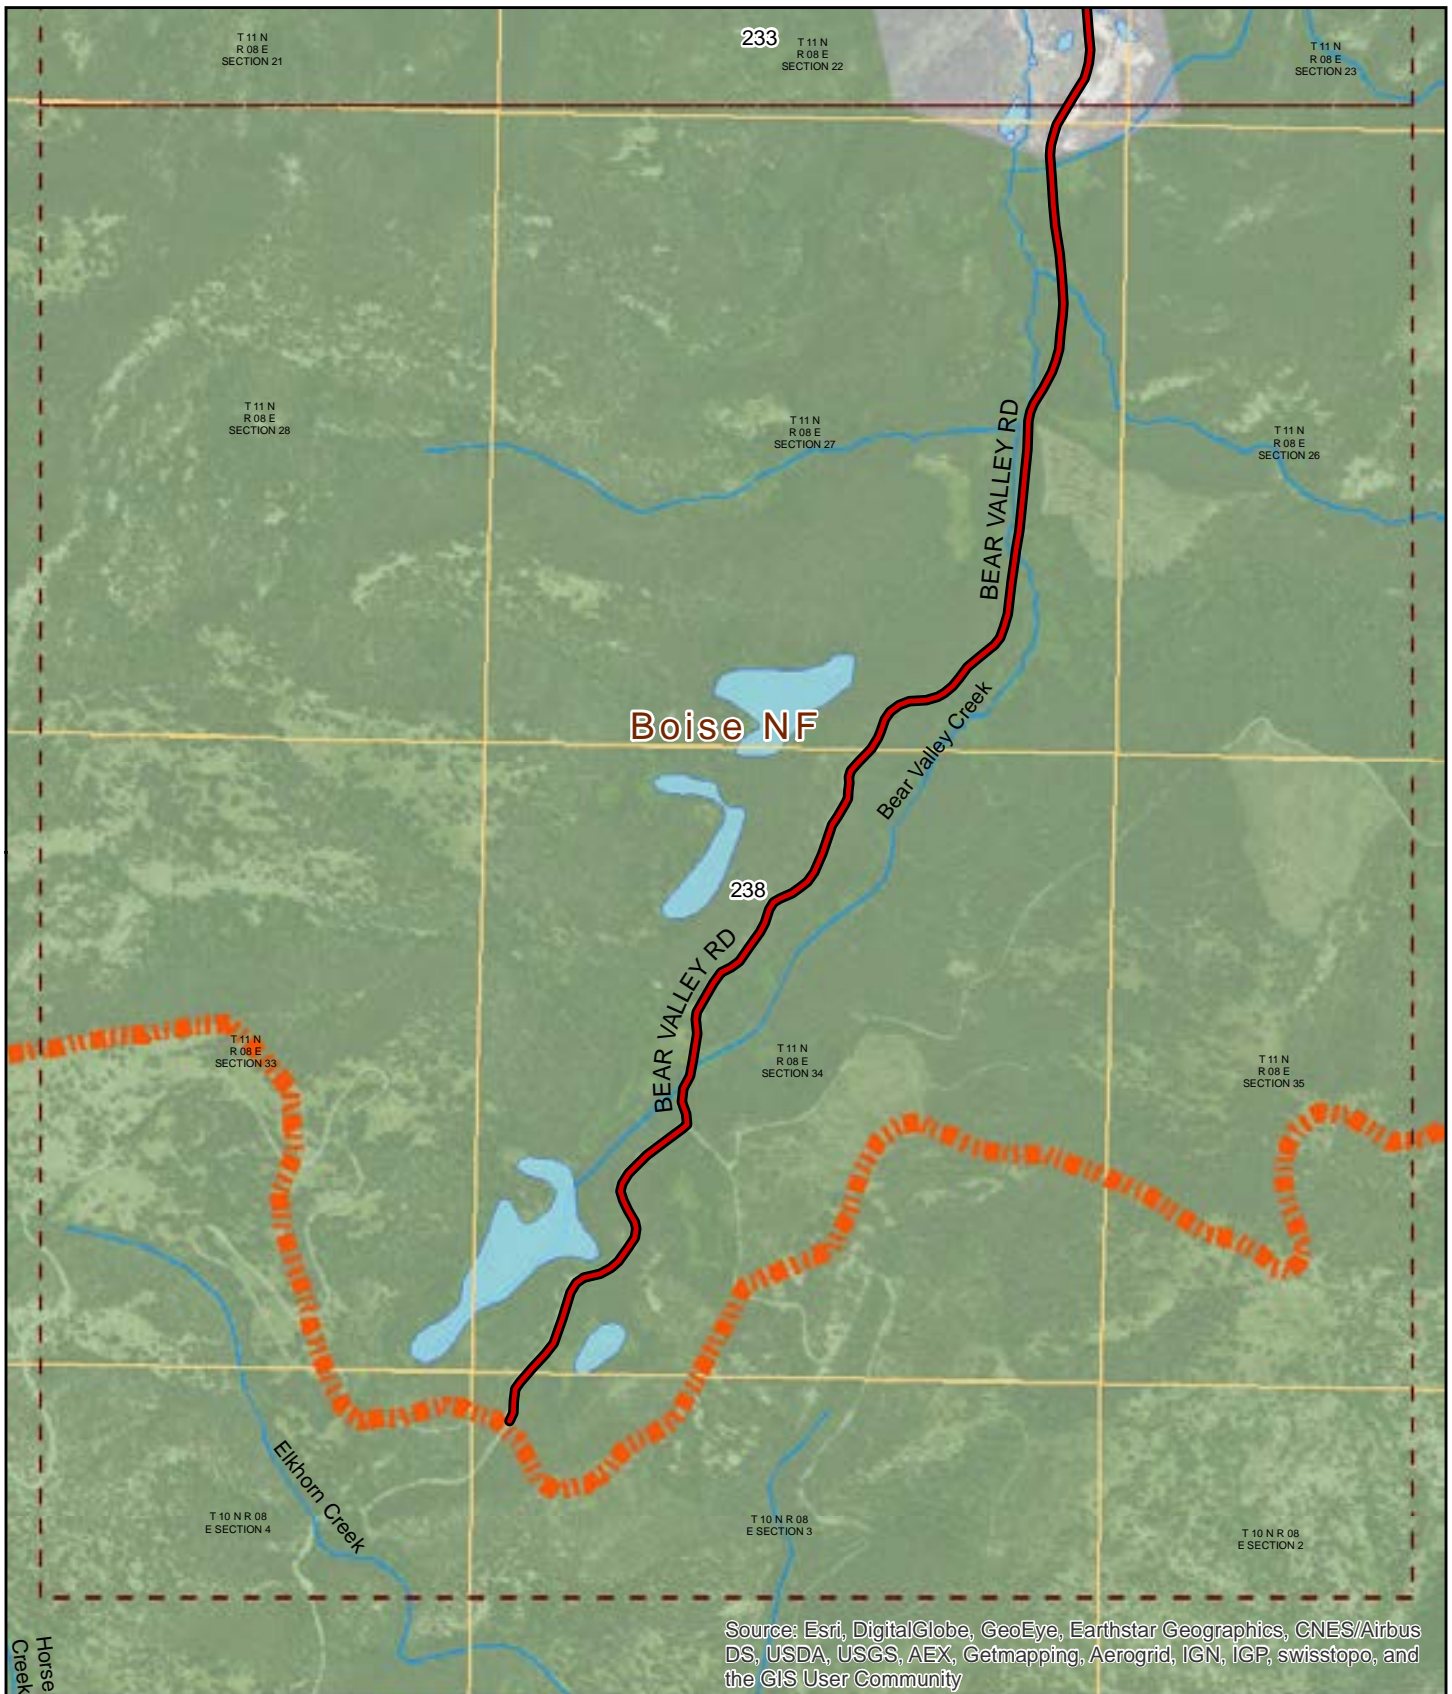 233
T 11 N
R 08 E
SECTION 21
T 11 N
R 08 E
SECTION 22
T 11 N
R 08 E
SECTION 23
T 11 N
R 08 E
SECTION 28
T 11 N
R 08 E
SECTION 27
T 11 N
R 08 E
SECTION 26
BEAR VALLEY RD
Boise NF
Bear Valley Creek
238
BEAR VALLEY RD
T 11 N
R 08 E
SECTION 33
T 11 N
R 08 E
SECTION 34
T 11 N
R 08 E
SECTION 35
Elkhorn Creek
T 10 N R 08
E SECTION 4
T 10 N R 08
E SECTION 3
T 10 N R 08
E SECTION 2
Horse
Creek
Source: Esri, DigitalGlobe, GeoEye, Earthstar Geographics, CNES/Airbus
DS, USDA, USGS, AEX, Getmapping, Aerogrid, IGN, IGP, swisstopo, and
the GIS User Community